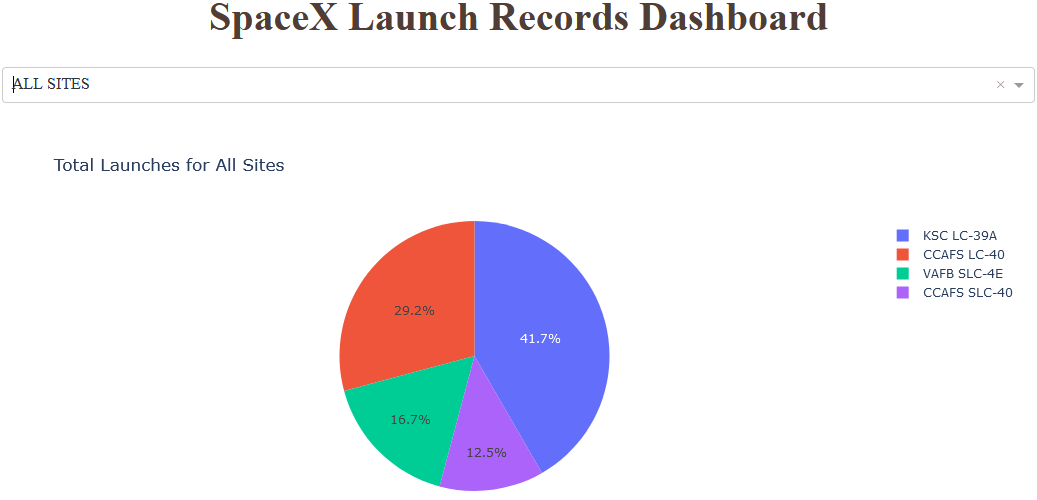 SpaceX Launch Records Dashboard
ALL SITES
×
Total Launches for All Sites
KSC LC-39A
CCAFS LC-40
VAFB SLC-4E
CCAFS SLC-40
29.2%
41.7%
16.7%
12.5%